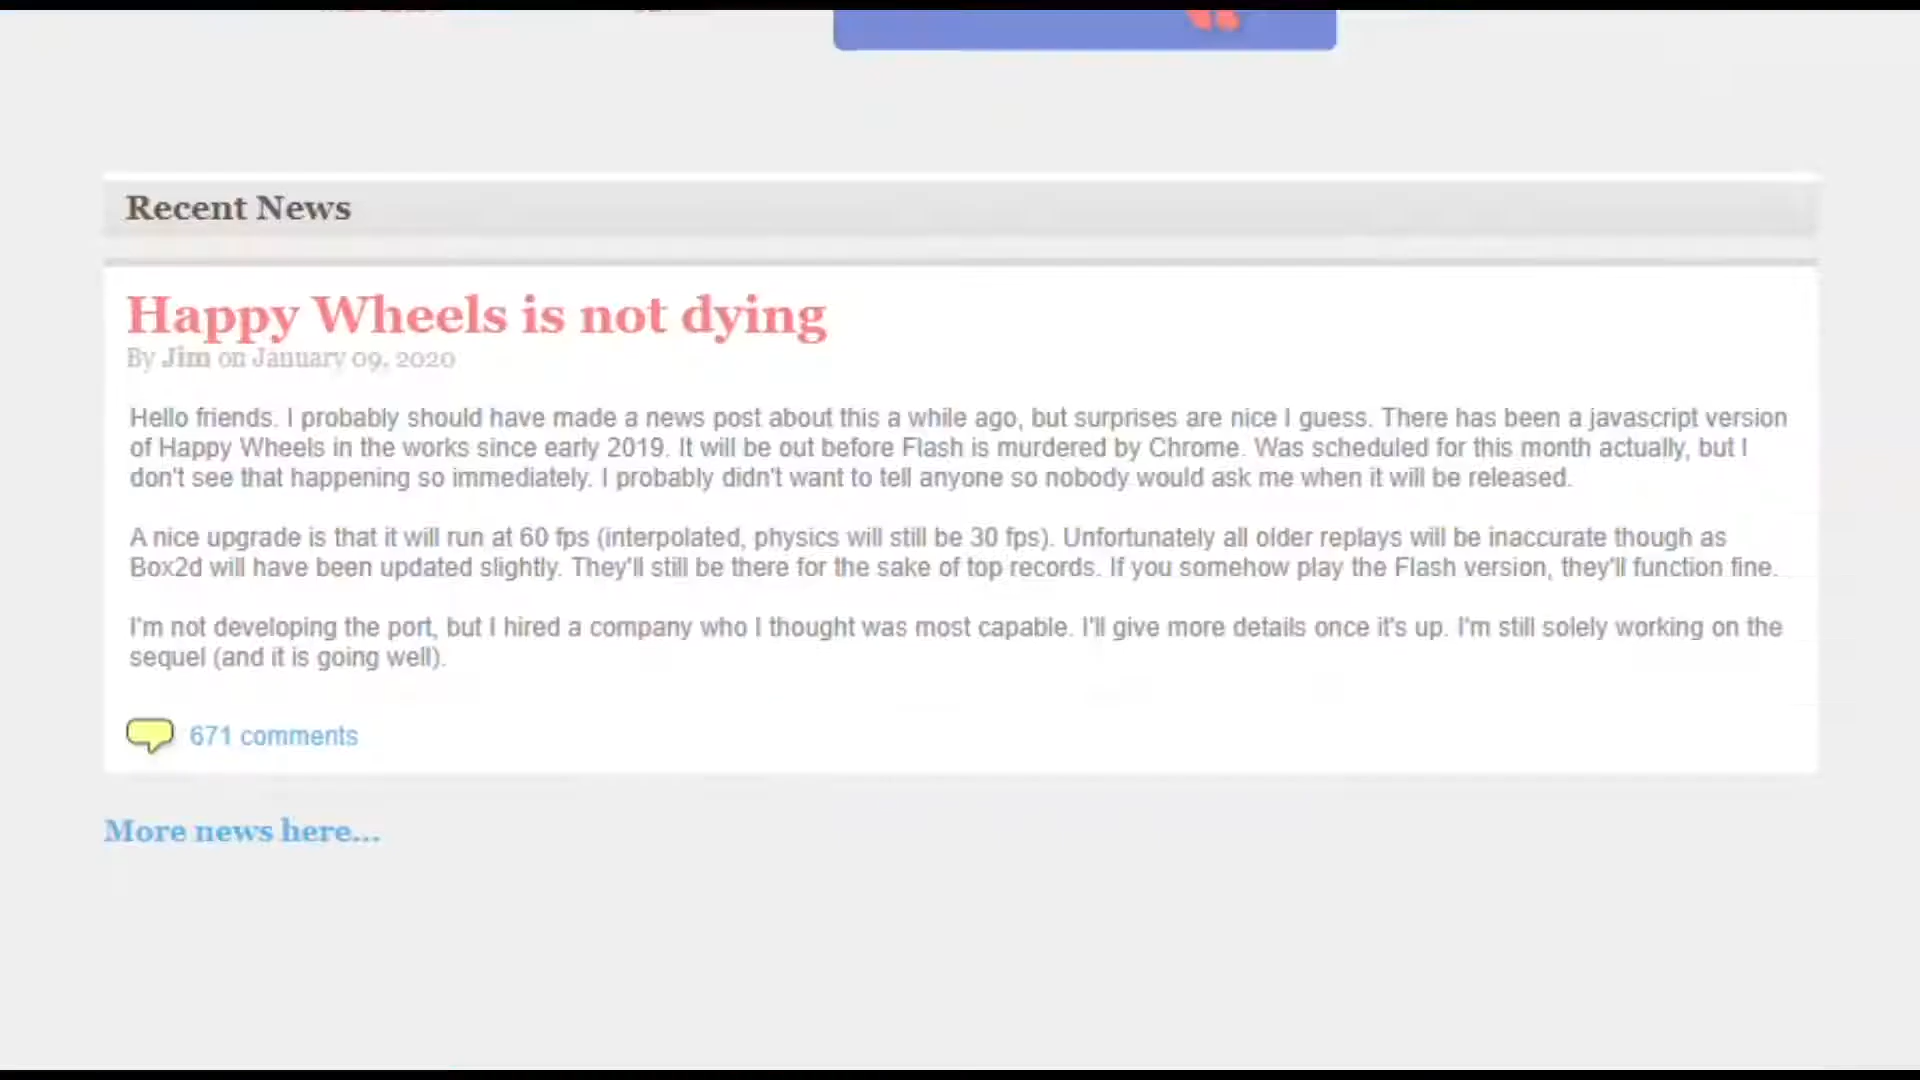 Recent News
Happy Wheels is not dying
By Jim on January 09, 2020
Hello friends. I probably should have made a news post about this a while ago, but surprises are nice I guess. There has been a javascript version
of Happy Wheels in the works since early 2019. It will be out before Flash is murdered by Chrome. Was scheduled for this month actually, but I
don't see that happening so immediately. I probably didn't want to tell anyone so nobody would ask me when it will be released.
A nice upgrade is that it will run at 60 fps (interpolated, physics will still be 30 fps). Unfortunately all older replays will be inaccurate though as
Box2d will have been updated slightly. They'll still be there for the sake of top records. If you somehow play the Flash version, they'll function fine.
I'm not developing the port, but I hired a company who I thought was most capable. I'll give more details once it's up. I'm still solely working on the
sequel (and it is going well).
671 comments
More news here...